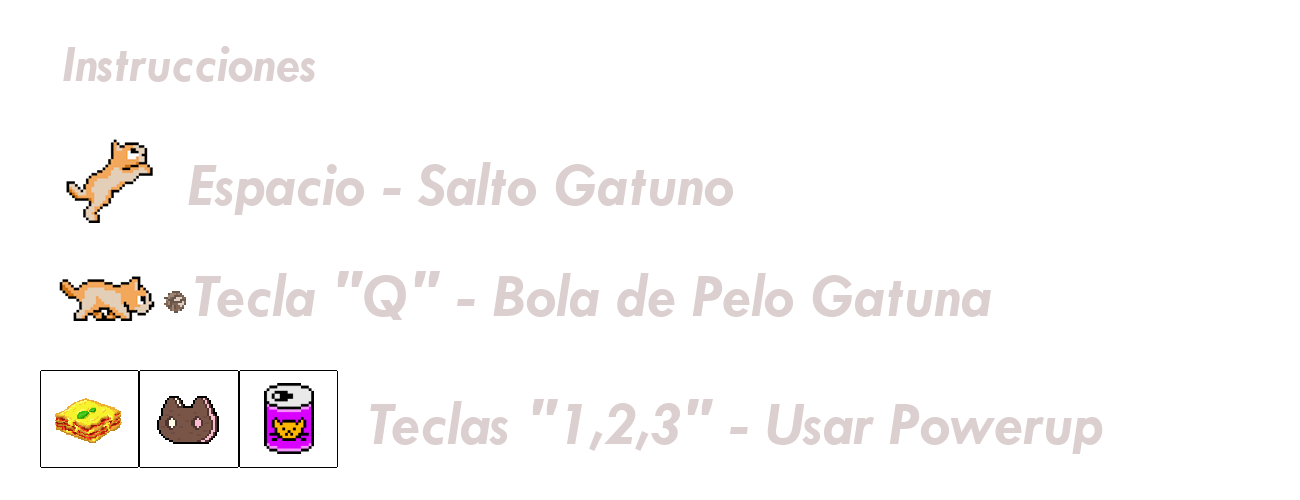 Instrucciones
Espacio - Salto Gatuno
Tecla "Q" - Bola de Pelo Gatuna
Teclas "1,2,3" - Usar Powerup